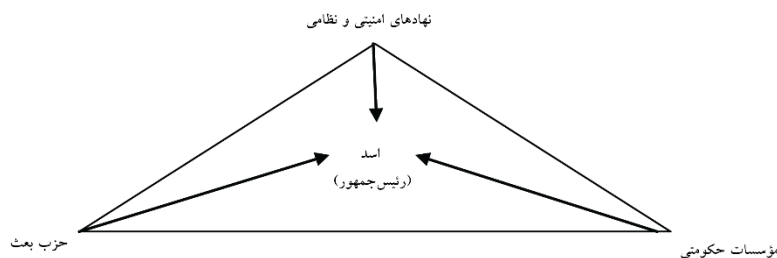 نهادهای امنیتی و نظامی
اسد
(رئیس‌جمهور)
حزب بعث
مؤسسات حکومتی